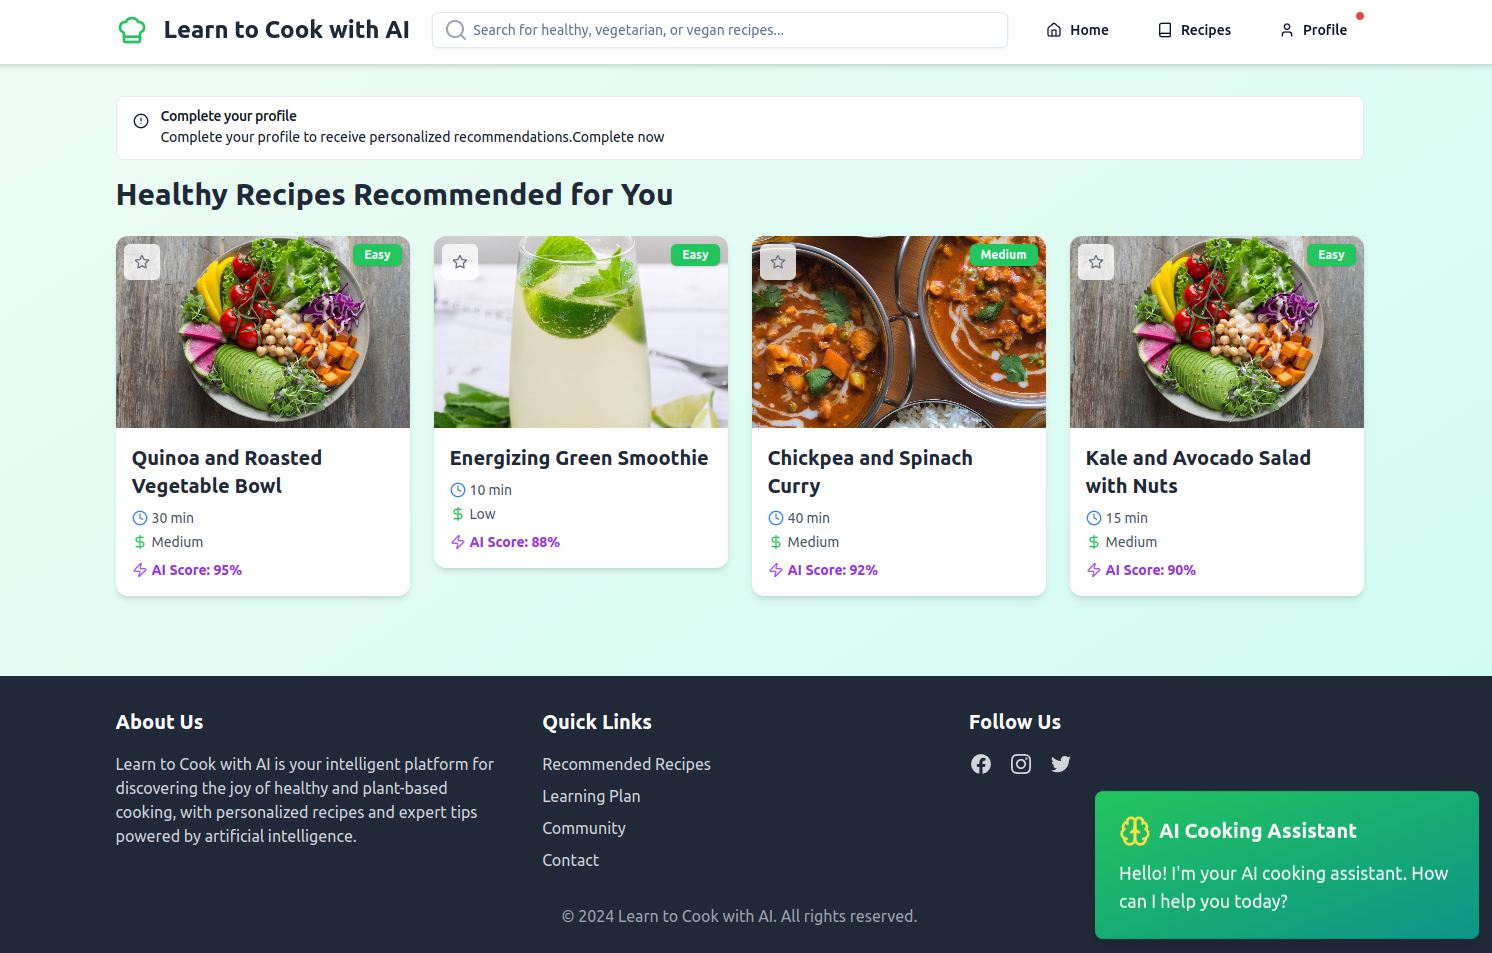 Learn to Cook with AI
Search for healthy, vegetarian, or vegan recipes...
Home
Recipes
Profile
Complete your profile
Complete your profile to receive personalized recommendations.Complete now
Healthy Recipes Recommended for You
Easy
Quinoa and Roasted
Vegetable Bowl
30 min
Medium
AI Score: 95%
Easy
Energizing Green Smoothie
10 min
Low
AI Score: 88%
Medium
Chickpea and Spinach
Curry
40 min
Medium
AI Score: 92%
Easy
Kale and Avocado Salad
with Nuts
15 min
Medium
AI Score: 90%
About Us
Learn to Cook with AI is your intelligent platform for
discovering the joy of healthy and plant-based
cooking, with personalized recipes and expert tips
powered by artificial intelligence.
Quick Links
Recommended Recipes
Learning Plan
Community
Contact
Follow Us
AI Cooking Assistant
Hello! I'm your AI cooking assistant. How
can I help you today?
© 2024 Learn to Cook with AI. All rights reserved.